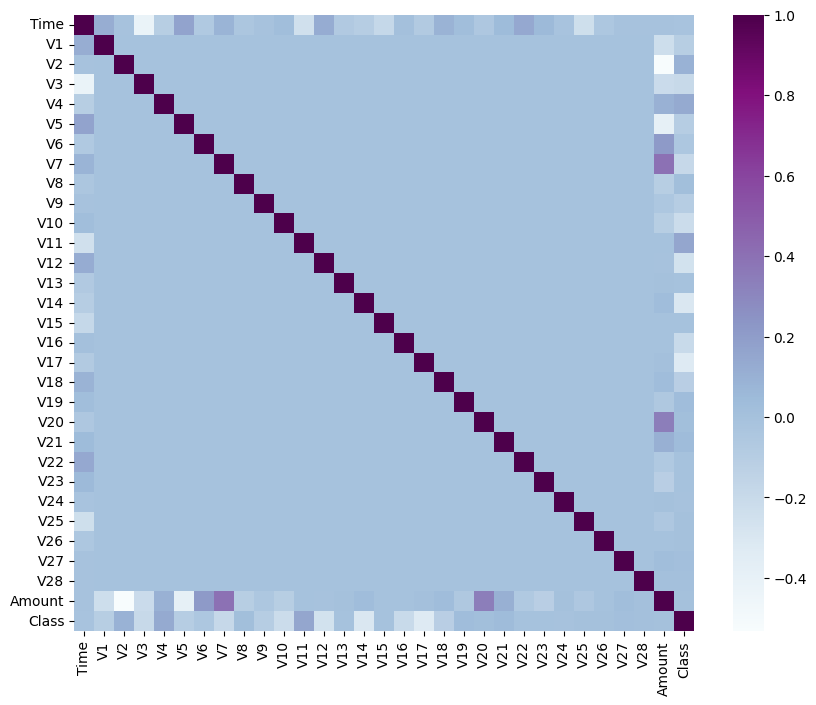 Time
V1
V2
V3
V4
V5
V6
V7
V8
V9
V10
V11
V12
V13
V14
V15
V16
V17
V18
V19
V20
V21
V22
V23
V24
V25
V26
V27
V28
Amount
Class
Time
V1
V2
V3
V4
V5
V6
V7
V8
V9
V10
V11
V12
V13
V14
V15
V16
V17
V18
V19
V20
V21
V22
V23
V24
V25
V26
V27
V28
Amount
Class
1.0
0.8
0.6
0.4
0.2
0.0
−0.2
−0.4